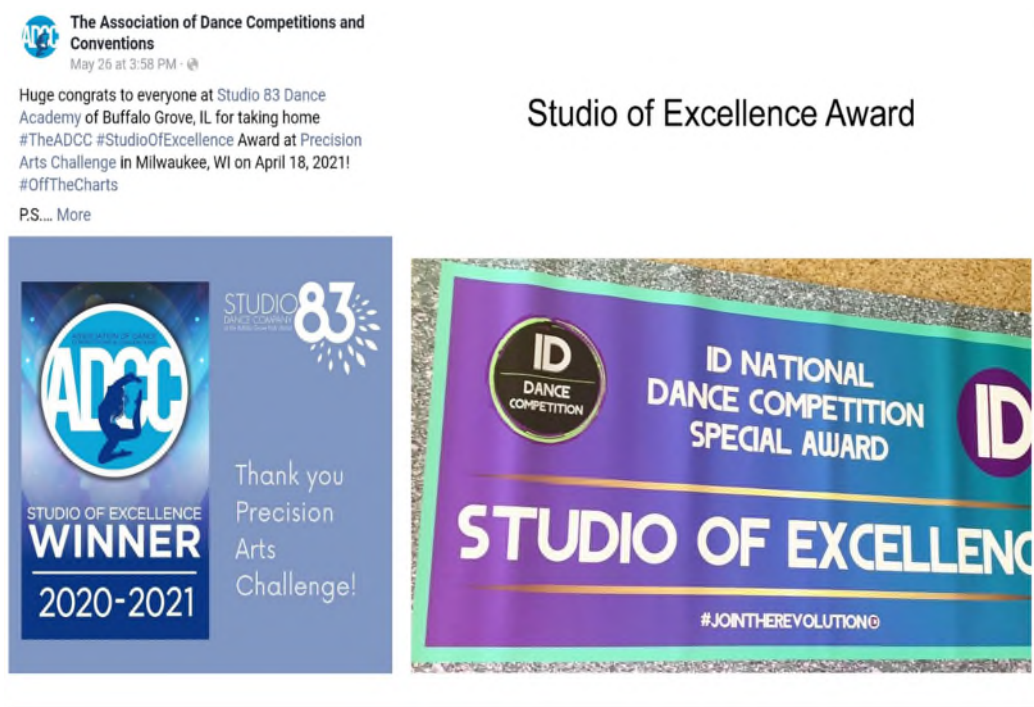 The Association of Dance Competitions and
Conventions
May 26 at 3:58 PM ·
Huge congrats to everyone at Studio 83 Dance
Academy of Buffalo Grove, IL for taking home
#TheADCC #StudioOfExcellence Award at Precision
Arts Challenge in Milwaukee, WI on April 18, 2021!
#OffTheCharts
P.S.... More
Studio of Excellence Award
ADCC
STUDIO OF EXCELLENCE
WINNER
2020-2021
STUDIO 83
DANCE COMPANY
Thank you
Precision
Arts
Challenge!
ID
DANCE
COMPETITION
ID NATIONAL
DANCE COMPETITION
SPECIAL AWARD
ID
STUDIO OF EXCELLENC
#JOINTHEREVOLUTION